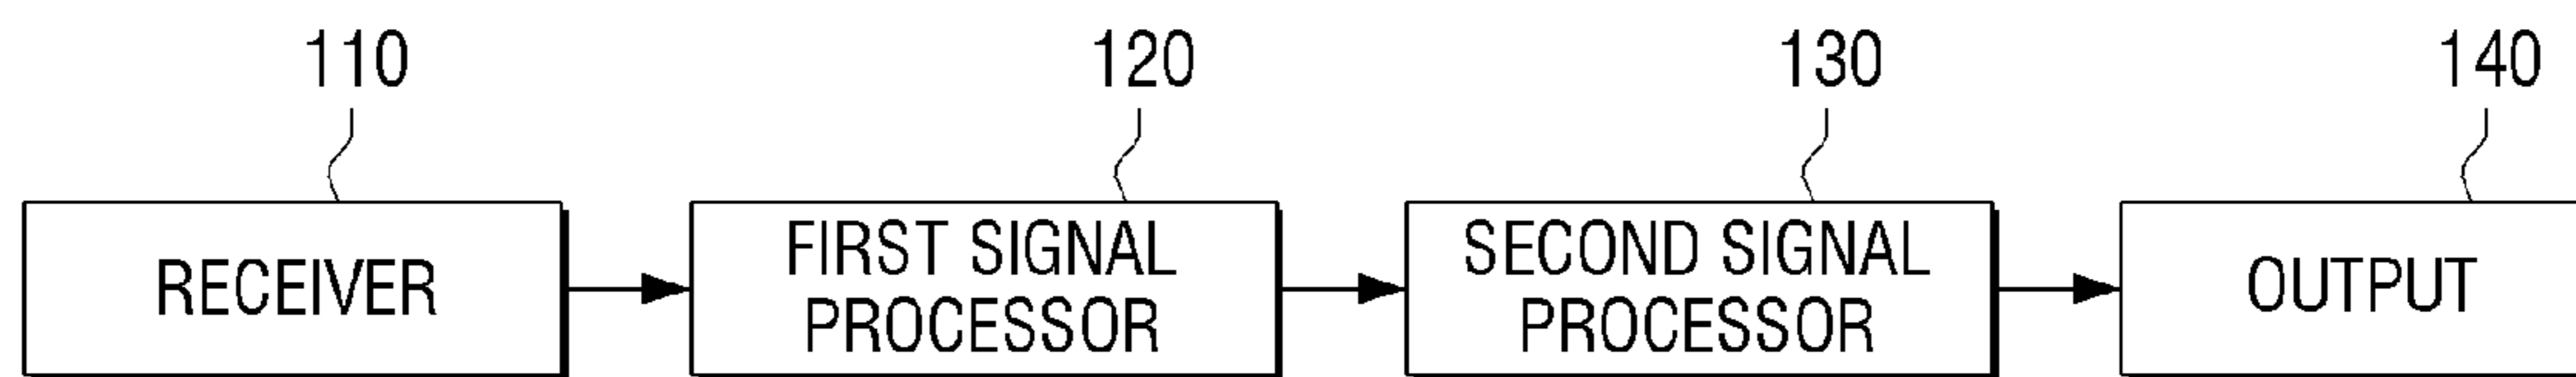 110
120
130
140
RECEIVER
FIRST SIGNAL
PROCESSOR
SECOND SIGNAL
PROCESSOR
OUTPUT